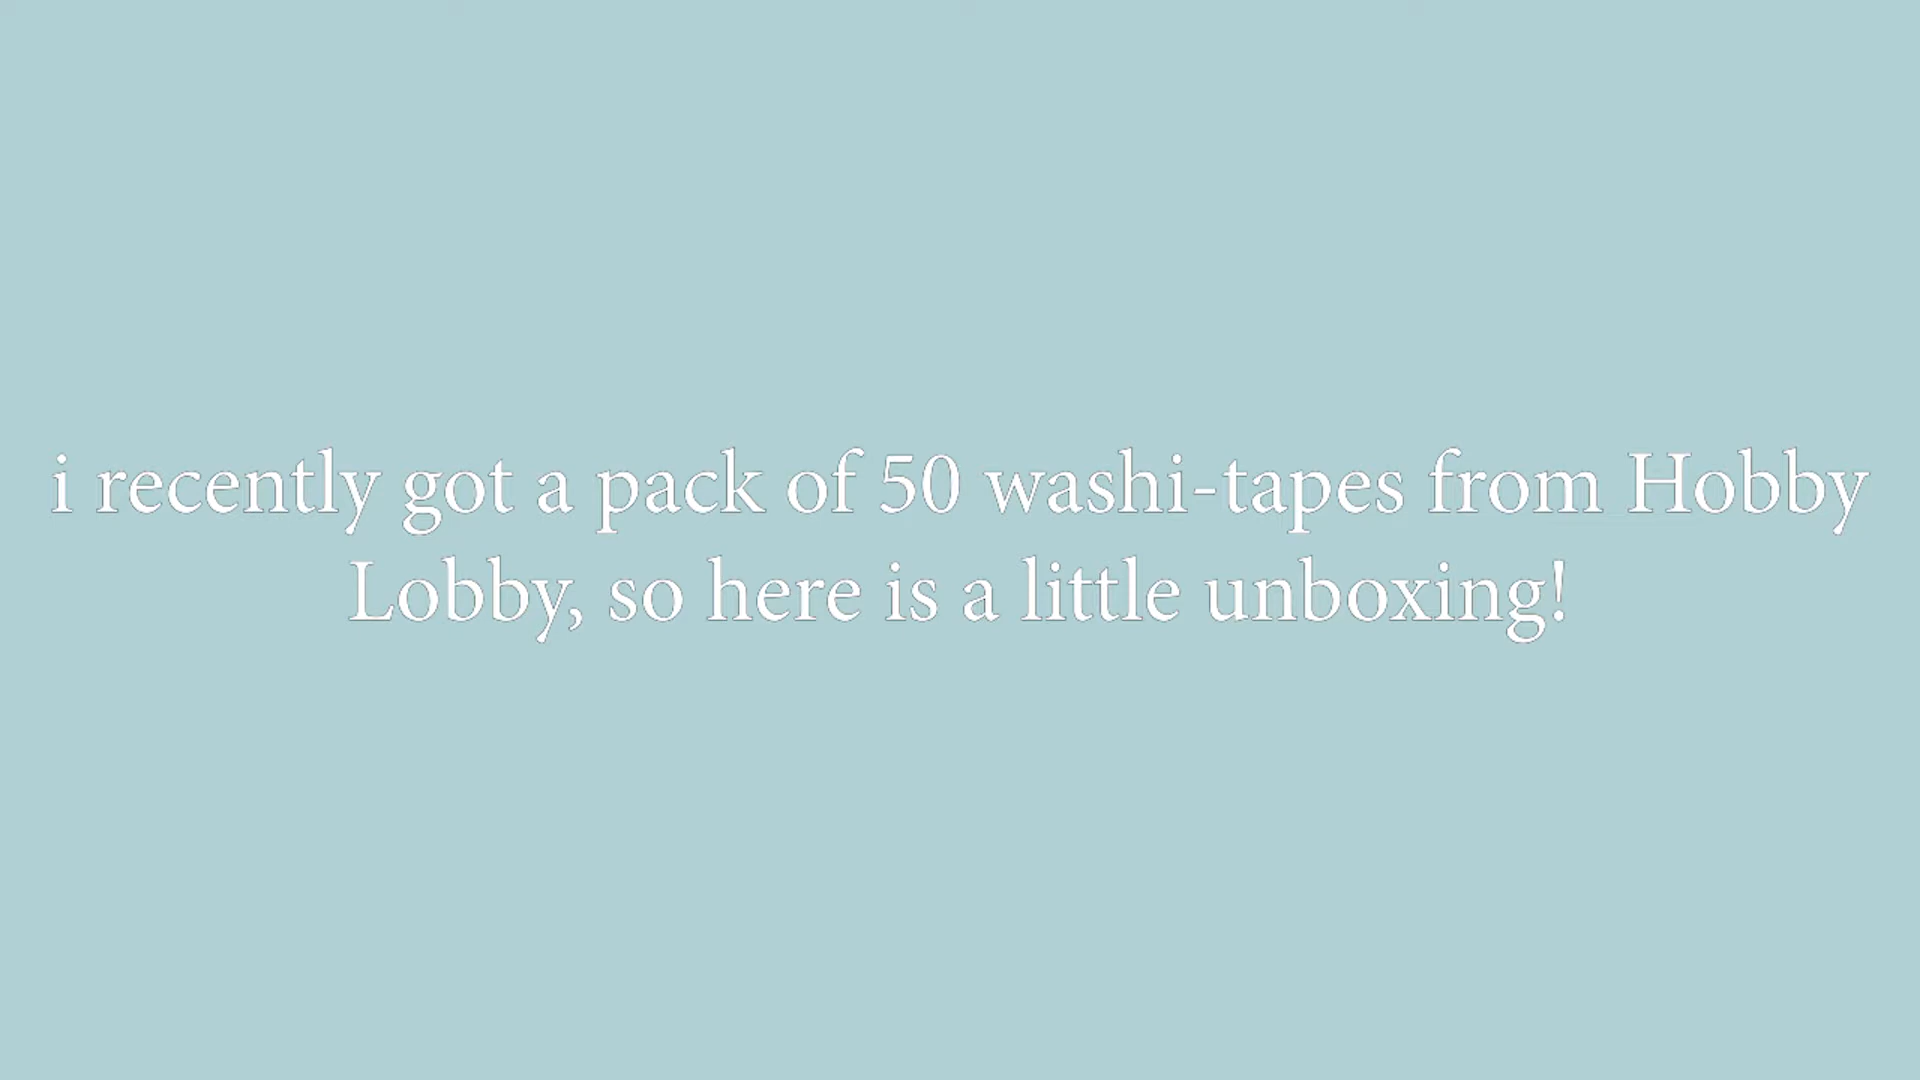 i recently got a pack of 50 washi-tapes from Hobby
Lobby, so here is a little unboxing!